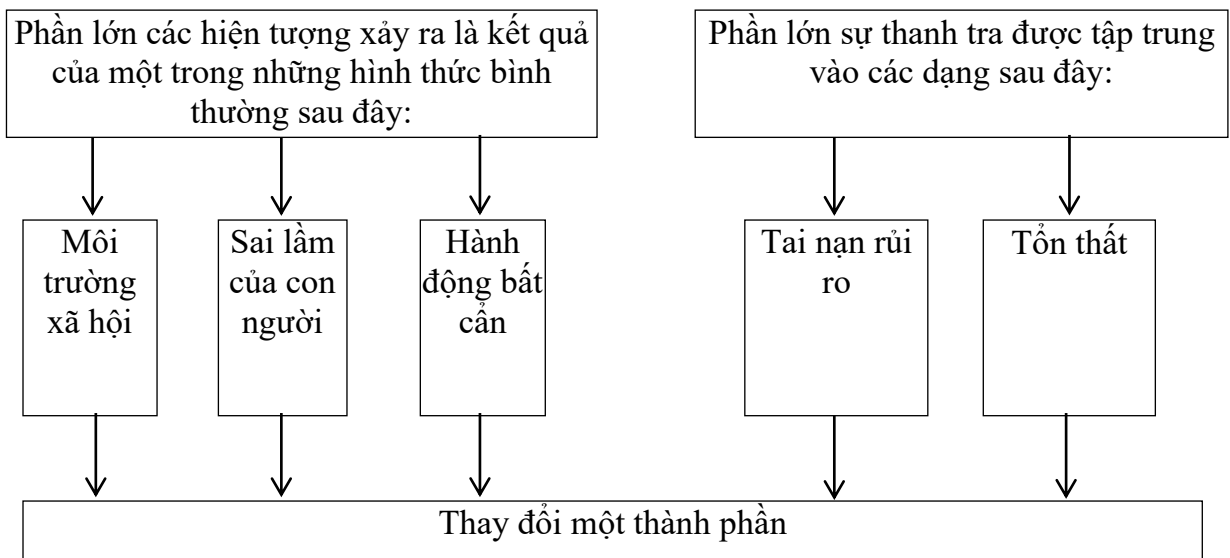 Phần lớn các hiện tượng xảy ra là kết quả
của một trong những hình thức bình
thường sau đây:
Phần lớn sự thanh tra được tập trung
vào các dạng sau đây:
Môi
trường
xã hội
Sai lầm
của con
người
Hành
động bất
cẩn
Tai nạn rủi
ro
Tổn thất
Thay đổi một thành phần